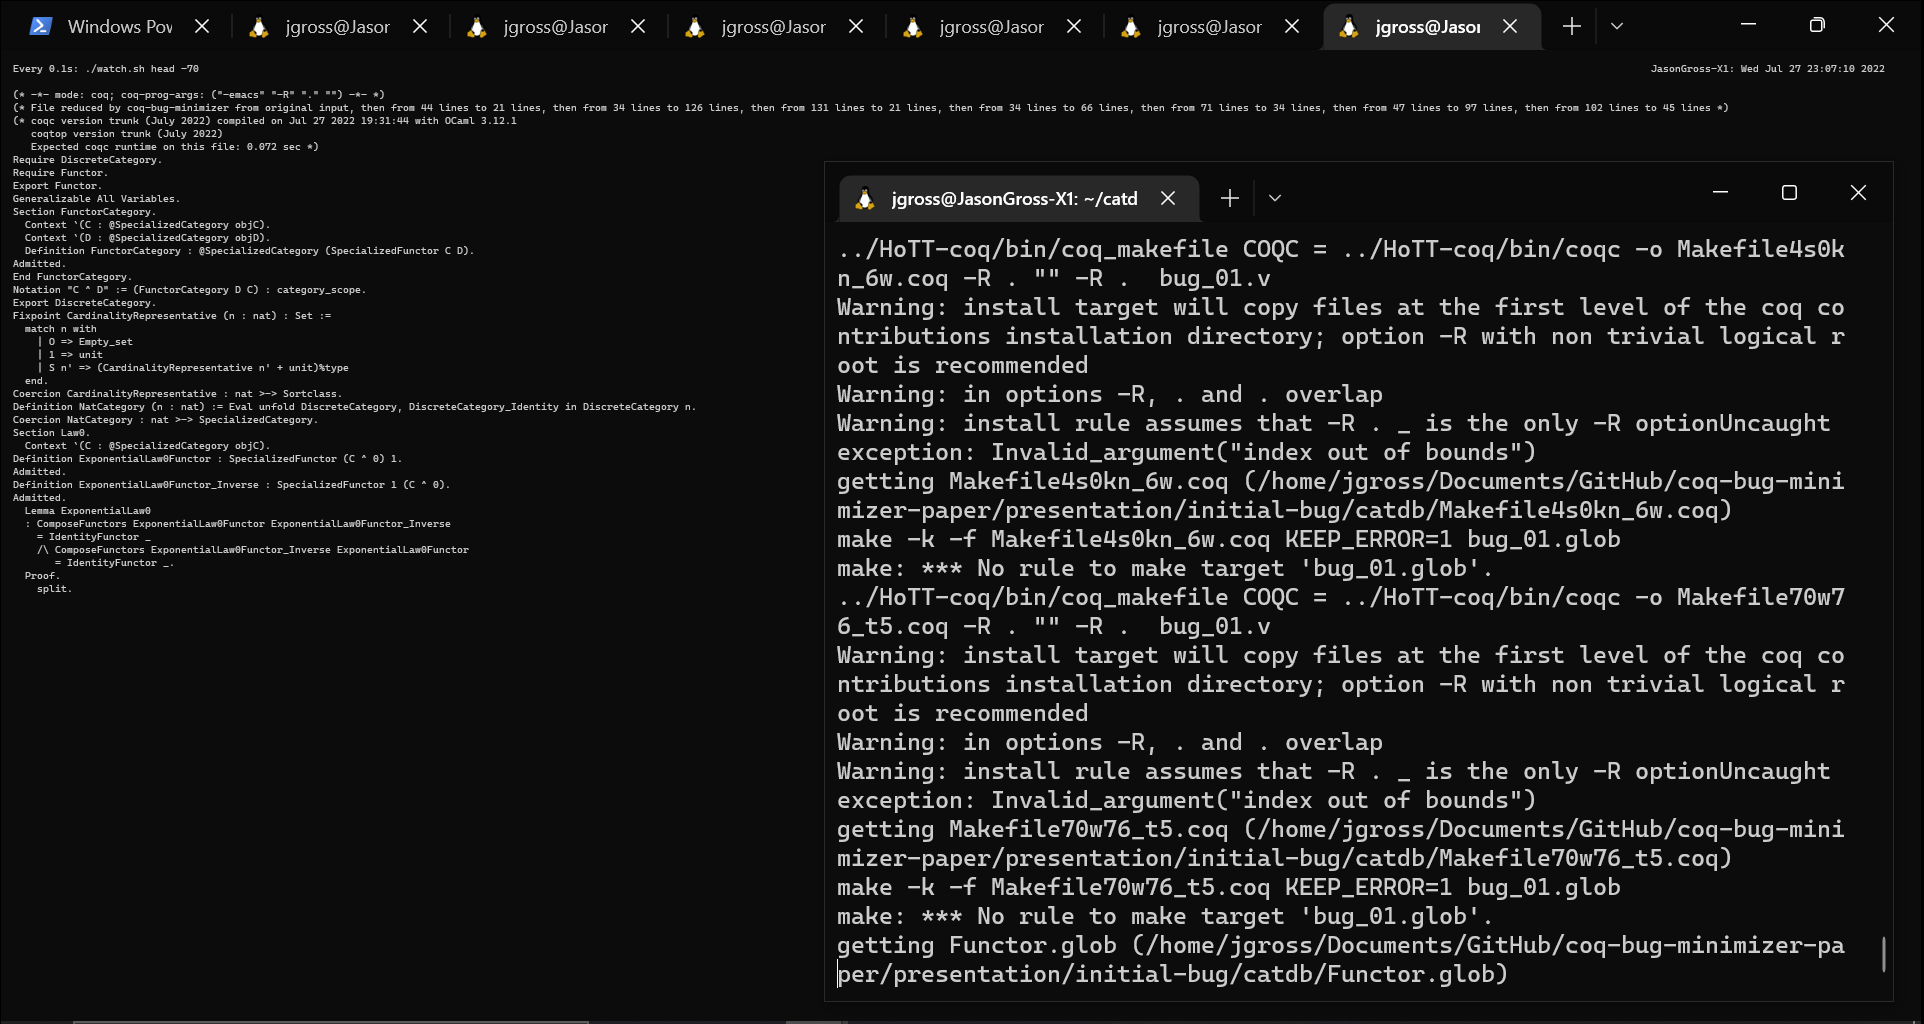 Windows Pov
jgross@Jasor
jgross@Jasor
jgross@Jasor
jgross@Jasor
jgross@Jasor
jgross@Jasor
Every 0.1s: ./watch.sh head -70
JasonGross-X1: Wed Jul 27 23:07:10 2022
(* -*- mode: coq; coq-prog-args: ("-emacs" "-R" "." "") -*- *)
(* File reduced by coq-bug-minimizer from original input, then from 44 lines to 21 lines, then from 34 lines to 126 lines, then from 131 lines to 21 lines, then from 34 lines to 66 lines, then from 71 lines to 34 lines, then from 47 lines to 97 lines, then from 102 lines to 45 lines *)
(* coqc version trunk (July 2022) compiled on Jul 27 2022 19:31:44 with OCaml 3.12.1
   coqtop version trunk (July 2022)
   Expected coqc runtime on this file: 0.072 sec *)
Require DiscreteCategory.
Require Functor.
Export Functor.
Generalizable All Variables.
Section FunctorCategory.
  Context `(C : @SpecializedCategory objC).
  Context `(D : @SpecializedCategory objD).
  Definition FunctorCategory : @SpecializedCategory (SpecializedFunctor C D).
Admitted.
End FunctorCategory.
Notation "C ^ D" := (FunctorCategory D C) : category_scope.
Export DiscreteCategory.
Fixpoint CardinalityRepresentative (n : nat) : Set :=
  match n with
    | O => Empty_set
    | 1 => unit
    | S n' => (CardinalityRepresentative n' + unit)%type
  end.
Coercion CardinalityRepresentative : nat >-> Sortclass.
Definition NatCategory (n : nat) := Eval unfold DiscreteCategory, DiscreteCategory_Identity in DiscreteCategory n.
Coercion NatCategory : nat >-> SpecializedCategory.
Section Law0.
  Context `(C : @SpecializedCategory objC).
Definition ExponentialLaw0Functor : SpecializedFunctor (C ^ 0) 1.
Admitted.
Definition ExponentialLaw0Functor_Inverse : SpecializedFunctor 1 (C ^ 0).
Admitted.
  Lemma ExponentialLaw0
  : ComposeFunctors ExponentialLaw0Functor ExponentialLaw0Functor_Inverse
    = IdentityFunctor _
    /\ ComposeFunctors ExponentialLaw0Functor_Inverse ExponentialLaw0Functor
       = IdentityFunctor _.
  Proof.
    split.
jgross@JasonGross-X1: ~/catd
../HoTT-coq/bin/coq_makefile COQC = ../HoTT-coq/bin/coqc -o Makefile4s0k
n_6w.coq -R . "" -R .  bug_01.v
Warning: install target will copy files at the first level of the coq co
ntributions installation directory; option -R with non trivial logical r
oot is recommended
Warning: in options -R, . and . overlap
Warning: install rule assumes that -R . _ is the only -R optionUncaught
exception: Invalid_argument("index out of bounds")
getting Makefile4s0kn_6w.coq (/home/jgross/Documents/GitHub/coq-bug-mini
mizer-paper/presentation/initial-bug/catdb/Makefile4s0kn_6w.coq)
make -k -f Makefile4s0kn_6w.coq KEEP_ERROR=1 bug_01.glob
make: *** No rule to make target 'bug_01.glob'.
../HoTT-coq/bin/coq_makefile COQC = ../HoTT-coq/bin/coqc -o Makefile70w7
6_t5.coq -R . "" -R .  bug_01.v
Warning: install target will copy files at the first level of the coq co
ntributions installation directory; option -R with non trivial logical r
oot is recommended
Warning: in options -R, . and . overlap
Warning: install rule assumes that -R . _ is the only -R optionUncaught
exception: Invalid_argument("index out of bounds")
getting Makefile70w76_t5.coq (/home/jgross/Documents/GitHub/coq-bug-mini
mizer-paper/presentation/initial-bug/catdb/Makefile70w76_t5.coq)
make -k -f Makefile70w76_t5.coq KEEP_ERROR=1 bug_01.glob
make: *** No rule to make target 'bug_01.glob'.
getting Functor.glob (/home/jgross/Documents/GitHub/coq-bug-minimizer-pa
per/presentation/initial-bug/catdb/Functor.glob)